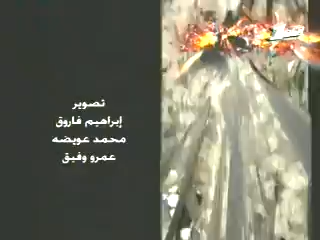 تصوير
إبراهيم فاروق
محمد عويضه
عمرو وفيق